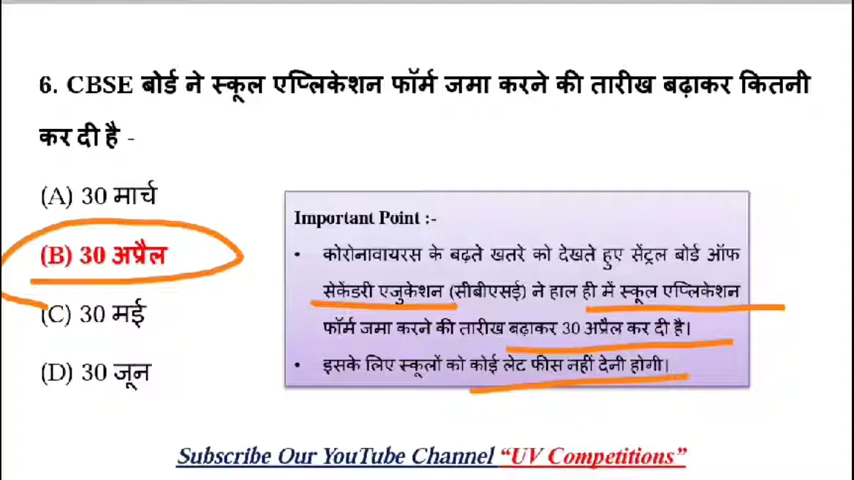 6. CBSE बोर्ड ने स्कूल एप्लिकेशन फॉर्म जमा करने की तारीख बढ़ाकर कितनी
कर दी है -
(A) 30 मार्च
(B) 30 अप्रैल
(C) 30 मई
(D) 30 जून
Important Point :-
• कोरोनावायरस के बढ़ते खतरे को देखते हुए सेंट्रल बोर्ड ऑफ
सेकेंडरी एजुकेशन (सीबीएसई) ने हाल ही में स्कूल एप्लिकेशन
फॉर्म जमा करने की तारीख बढ़ाकर 30 अप्रैल कर दी है।
• इसके लिए स्कूलों को कोई लेट फीस नहीं देनी होगी।
Subscribe Our YouTube Channel “UV Competitions”